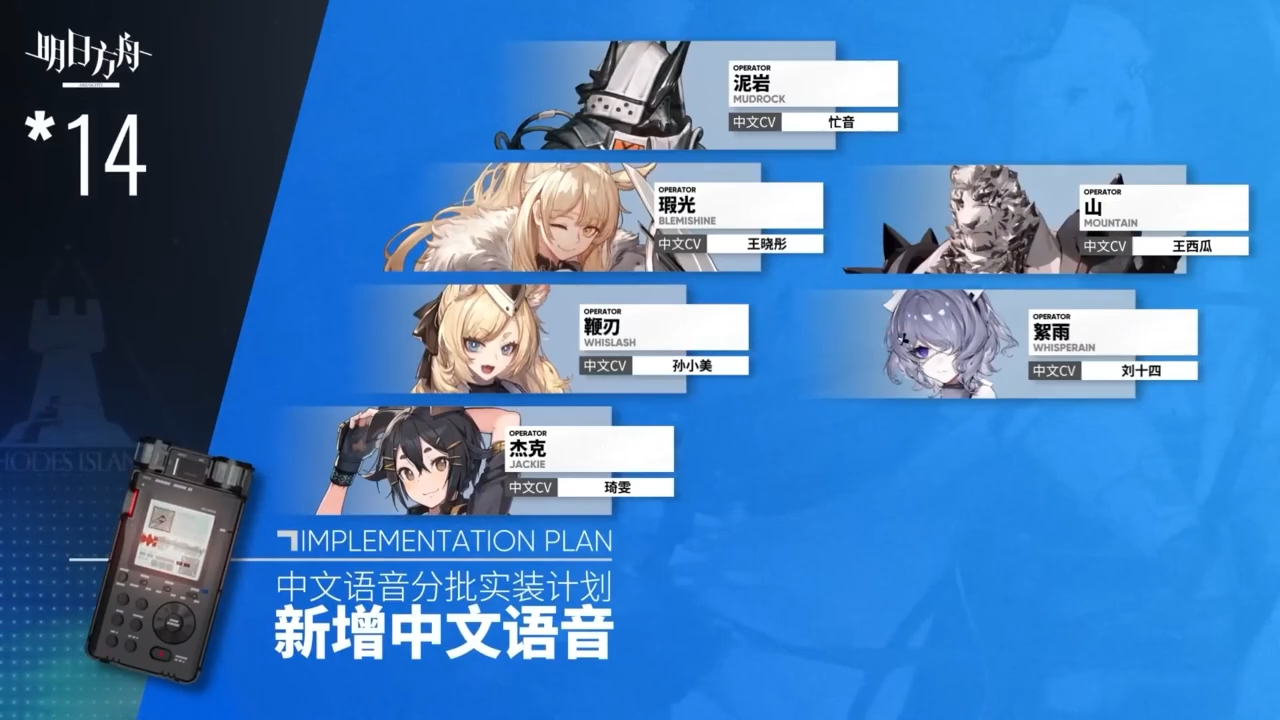 明日方舟
*14
OPERATOR
泥岩
MUDROCK
中文CV 忙音
OPERATOR
瑕光
BLEMISHINE
中文CV 王晓彤
OPERATOR
山
MOUNTAIN
中文CV 王西瓜
OPERATOR
鞭刃
WHISLASH
中文CV 孙小美
OPERATOR
絮雨
WHISPERAIN
中文CV 刘十四
OPERATOR
杰克
JACKIE
中文CV 琦雯
RHODES ISLAND
IMPLEMENTATION PLAN
中文语音分批实装计划
新增中文语音